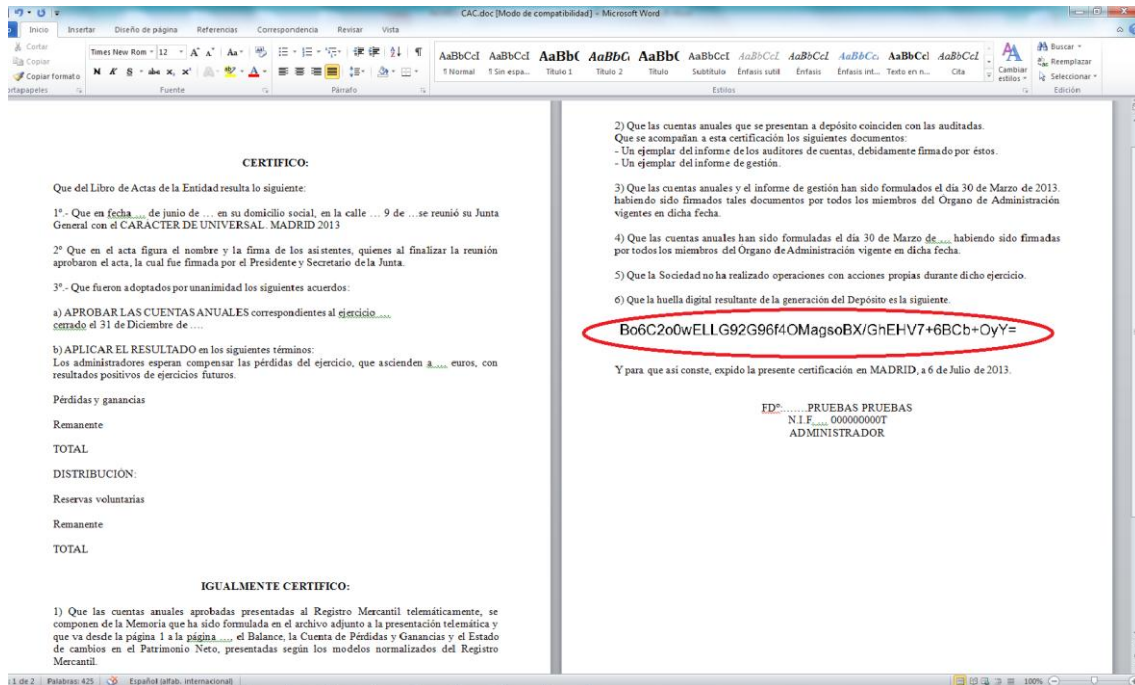 CAC.doc [Modo de compatibilidad] - Microsoft Word
Inicio Insertar Diseño de página Referencias Correspondencia Revisar Vista
Cortar
Copiar
Copiar formato
Times New Rom 12
N K S abc x, x² A
AaBbCcI AaBbCcI AaBb( AaBbC AaBb( AaBbCcI AaBbCcL AaBbCcL AaBbCc AaBbCcl AaBbCcL
¶ Normal ¶ Sin espa... Título 1 Título 2 Título Subtítulo Énfasis sutil Énfasis Énfasis int... Texto en n... Cita
Cambiar estilos
Buscar
Reemplazar
Seleccionar
Fuente Párrafo Estilos Edición
CERTIFICO:
Que del Libro de Actas de la Entidad resulta lo siguiente:
1º.- Que en fecha .... de junio de ... en su domicilio social, en la calle ... 9 de ...se reunió su Junta
General con el CARACTER DE UNIVERSAL. MADRID 2013
2º Que en el acta figura el nombre y la firma de los asistentes, quienes al finalizar la reunión
aprobaron el acta, la cual fue firmada por el Presidente y Secretario de la Junta.
3º.- Que fueron adoptados por unanimidad los siguientes acuerdos:
a) APROBAR LAS CUENTAS ANUALES correspondientes al ejercicio ....
cerrado el 31 de Diciembre de ....
b) APLICAR EL RESULTADO en los siguientes términos:
Los administradores esperan compensar las pérdidas del ejercicio, que ascienden a .... euros, con
resultados positivos de ejercicios futuros.
Pérdidas y ganancias
Remanente
TOTAL
DISTRIBUCIÓN:
Reservas voluntarias
Remanente
TOTAL
IGUALMENTE CERTIFICO:
1) Que las cuentas anuales aprobadas presentadas al Registro Mercantil telemáticamente, se
componen de la Memoria que ha sido formulada en el archivo adjunto a la presentación telemática y
que va desde la página 1 a la página ...., el Balance, la Cuenta de Pérdidas y Ganancias y el Estado
de cambios en el Patrimonio Neto, presentadas según los modelos normalizados del Registro
Mercantil.
2) Que las cuentas anuales que se presentan a depósito coinciden con las auditadas.
Que se acompañan a esta certificación los siguientes documentos:
- Un ejemplar del informe de los auditores de cuentas, debidamente firmado por éstos.
- Un ejemplar del informe de gestión.
3) Que las cuentas anuales y el informe de gestión han sido formulados el día 30 de Marzo de 2013.
habiendo sido firmados tales documentos por todos los miembros del Organo de Administración
vigentes en dicha fecha.
4) Que las cuentas anuales han sido formuladas el día 30 de Marzo de .... habiendo sido firmadas
por todos los miembros del Organo de Administración vigente en dicha fecha.
5) Que la Sociedad no ha realizado operaciones con acciones propias durante dicho ejercicio.
6) Que la huella digital resultante de la generación del Depósito es la siguiente.
Bo6C2o0wELLG92G96f4OMagsoBX/GhEHV7+6BCb+OyY=
Y para que así conste, expido la presente certificación en MADRID, a 6 de Julio de 2013.
FDº:........PRUEBAS PRUEBAS
N.I.F. .... 000000000T
ADMINISTRADOR
1 de 2 Palabras: 425 Español (alfab. internacional) 100%